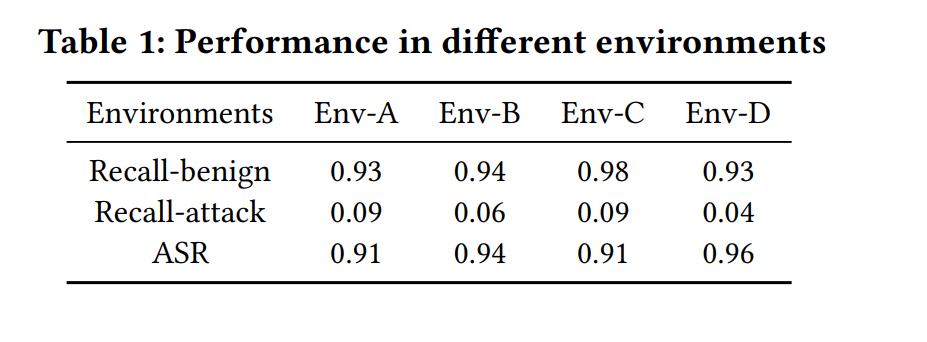 Table 1: Performance in different environments
Environments Env-A Env-B Env-C Env-D
Recall-benign 0.93 0.94 0.98 0.93
Recall-attack 0.09 0.06 0.09 0.04
ASR 0.91 0.94 0.91 0.96